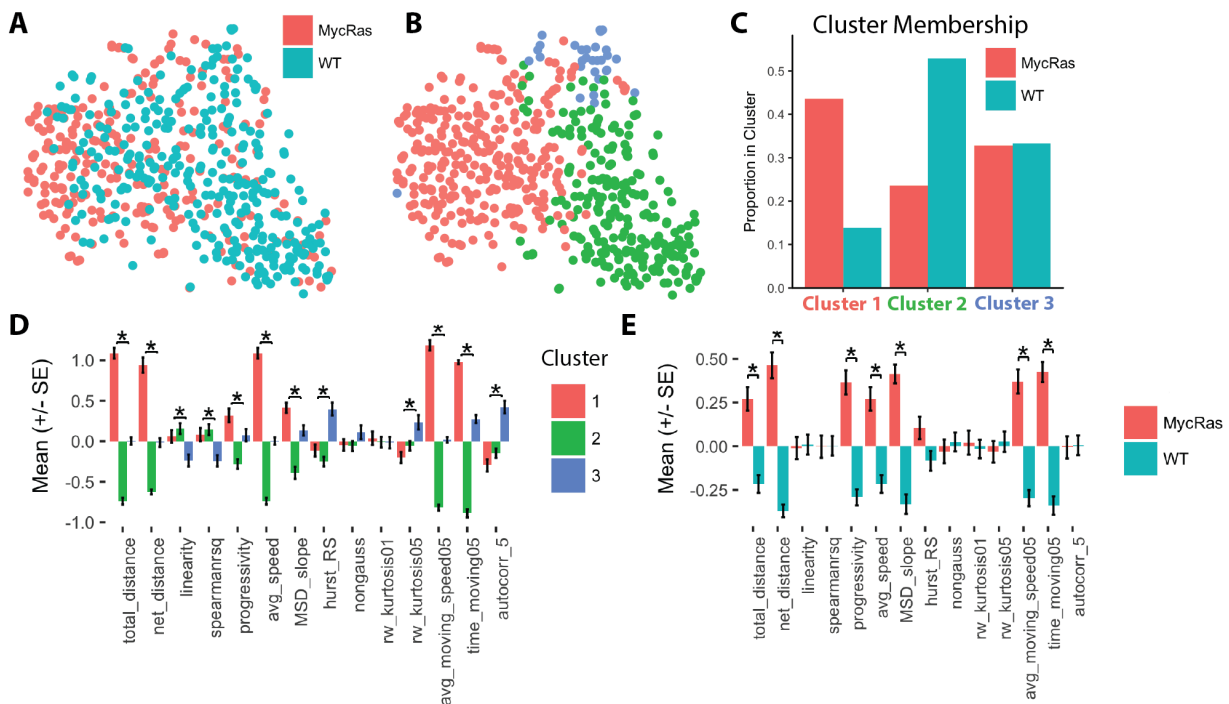 A
MycRas
WT
B
C
Cluster Membership
MycRas
WT
Proportion in Cluster
0.5
0.4
0.3
0.2
0.1
0.0
Cluster 1
Cluster 2
Cluster 3
D
Mean (+/- SE)
1.0
0.5
0.0
-0.5
-1.0
* * * * * * * * * * * *
total_distance
net_distance
linearity
spearmanrsq
progressivity
avg_speed
MSD_slope
hurst_RS
nongauss
rw_kurtosis01
rw_kurtosis05
avg_moving_speed05
time_moving05
autocorr_5
Cluster
1
2
3
E
Mean (+/- SE)
0.50
0.25
0.00
-0.25
* * * * * * *
total_distance
net_distance
linearity
spearmanrsq
progressivity
avg_speed
MSD_slope
hurst_RS
nongauss
rw_kurtosis01
rw_kurtosis05
avg_moving_speed05
time_moving05
autocorr_5
MycRas
WT